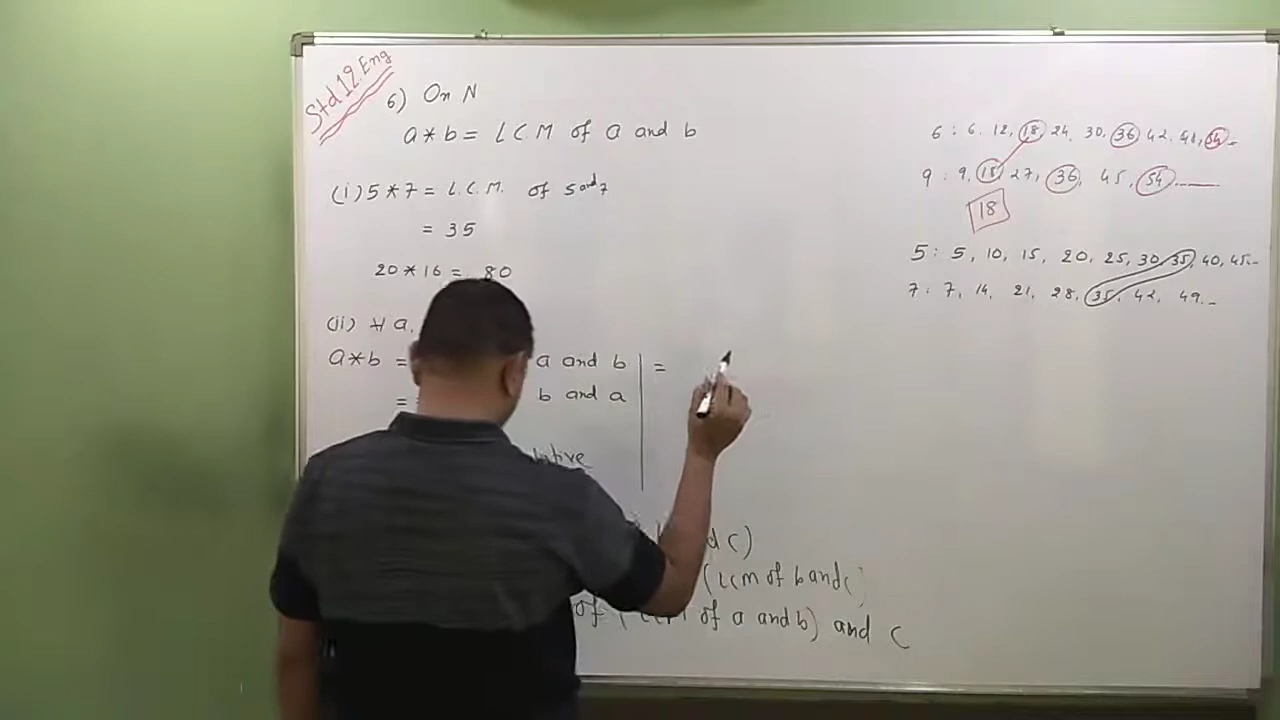 Std 12 Eng
6) On N
a * b = L.C.M of a and b
(i) 5 * 7 = L.C.M. of 5 and 7
= 35
20 * 16 = 80
(ii) ∀ a,
a * b = a and b
= b and a
=
d c)
(LCM of b and c)
of ( LCM of a and b) and c
6 : 6, 12, 18, 24, 30, 36, 42, 48, 54
9 : 9, 18, 27, 36, 45, 54 ........
18
5 : 5, 10, 15, 20, 25, 30, 35, 40, 45...
7 : 7, 14, 21, 28, 35, 42, 49...